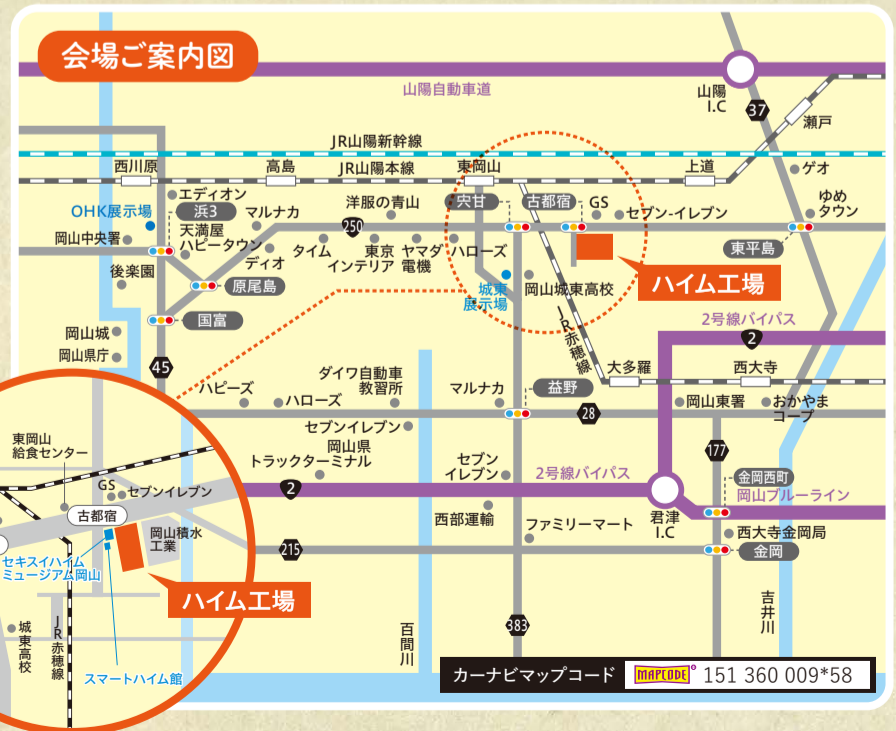 会場ご案内図
山陽自動車道
山陽
I.C
37
瀬戸
JR山陽新幹線
西川原
高島
JR山陽本線
東岡山
上道
ゲオ
エディオン
OHK展示場
浜3
マルナカ
洋服の青山
宍甘
古都宿
GS
セブン-イレブン
ゆめ
タウン
岡山中央署
天満屋
ハピータウン
250
東平島
後楽園
ディオ
タイム
東京
インテリア
ヤマダ
電機
ハローズ
原尾島
城東
展示場
岡山城東高校
ハイム工場
国富
JR赤穂線
2号線バイパス
2
岡山城
岡山県庁
45
大多羅
西大寺
ハピーズ
ハローズ
ダイワ自動車
教習所
マルナカ
益野
28
岡山東署
おかやま
コープ
セブンイレブン
岡山県
トラックターミナル
セブン
イレブン
177
2
2号線バイパス
金岡西町
岡山ブルーライン
西部運輸
ファミリーマート
君津
I.C
西大寺金岡局
金岡
215
383
百間川
吉井川
東岡山
給食センター
GS
セブンイレブン
古都宿
岡山積水
工業
セキスイハイム
ミュージアム岡山
ハイム工場
城東高校
JR赤穂線
スマートハイム館
カーナビマップコード
MAPCODE
151 360 009*58